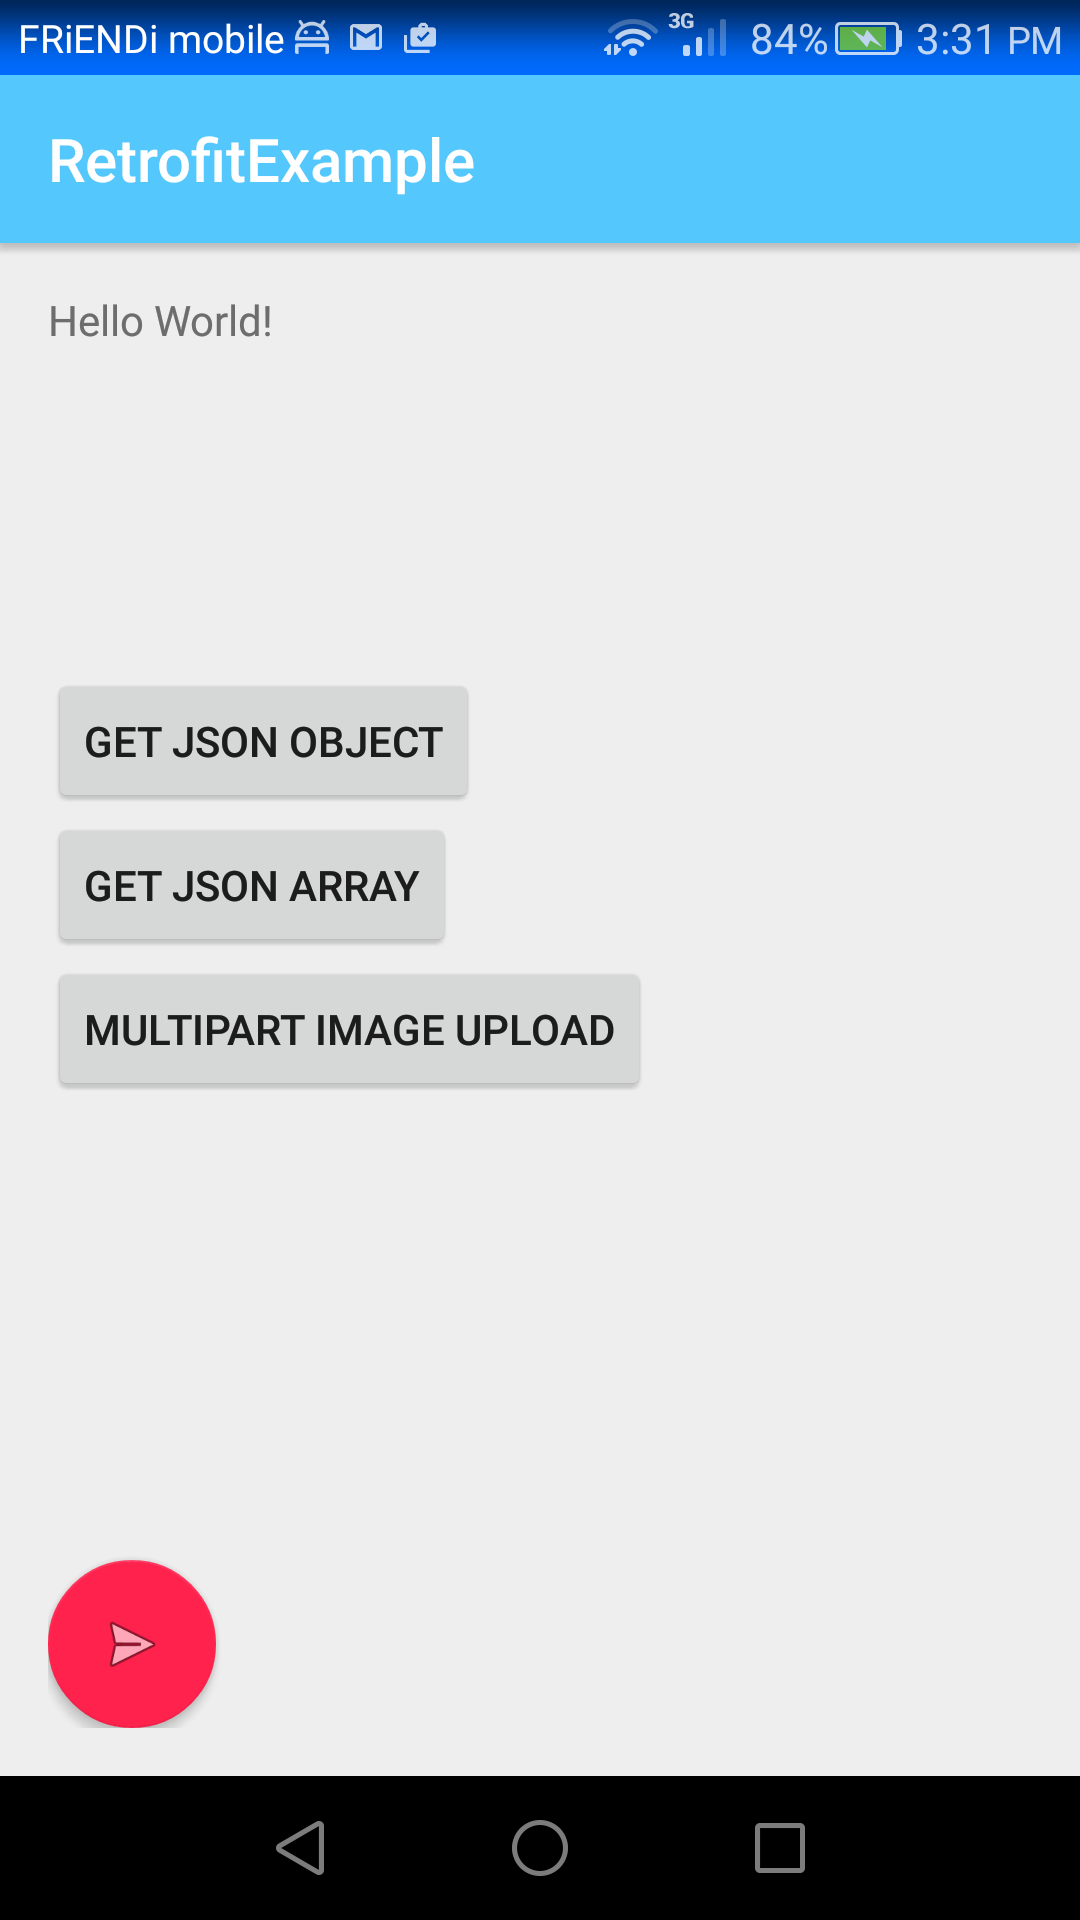 FRiENDi mobile 3G 84% 3:31 PM
RetrofitExample
Hello World!
GET JSON OBJECT
GET JSON ARRAY
MULTIPART IMAGE UPLOAD